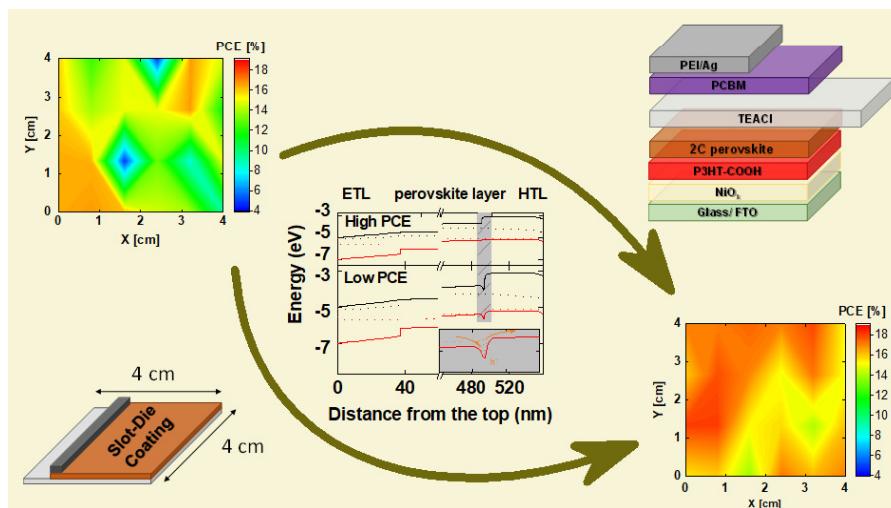 PCE [%]
4
3
2
1
0
0 1 2 3 4
Y [cm]
X [cm]
18
16
14
12
10
8
6
4
PEI/Ag
PCBM
TEACl
2C perovskite
P3HT-COOH
NiOx
Glass/ FTO
ETL perovskite layer HTL
High PCE
Low PCE
-3
-5
-7
-3
-5
-7
Energy (eV)
h+
0 40 480 520
Distance from the top (nm)
4 cm
4 cm
Slot-Die
Coating
PCE [%]
4
3
2
1
0
0 1 2 3 4
Y [cm]
X [cm]
18
16
14
12
10
8
6
4